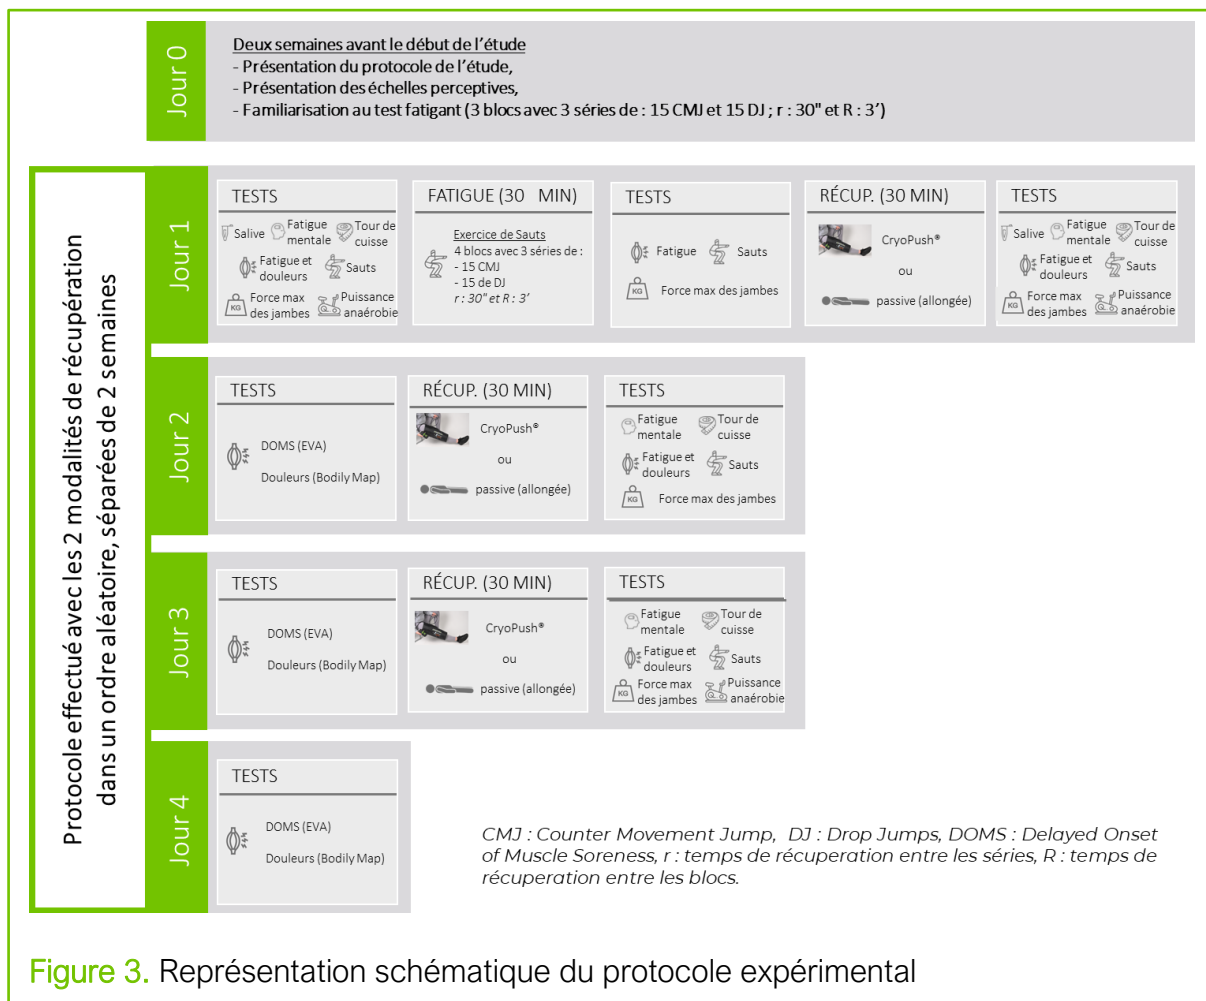 Jour 0
Deux semaines avant le début de l'étude
- Présentation du protocole de l'étude,
- Présentation des échelles perceptives,
- Familiarisation au test fatigant (3 blocs avec 3 séries de : 15 CMJ et 15 DJ ; r : 30" et R : 3')
Protocole effectué avec les 2 modalités de récupération
dans un ordre aléatoire, séparées de 2 semaines
Jour 1
TESTS
Salive
Fatigue
mentale
Tour de
cuisse
Fatigue et
douleurs
Sauts
KG
Force max
des jambes
Puissance
anaérobie
FATIGUE (30 MIN)
Exercice de Sauts
4 blocs avec 3 séries de :
- 15 CMJ
- 15 de DJ
r : 30" et R : 3'
TESTS
Fatigue
Sauts
KG
Force max des jambes
RÉCUP. (30 MIN)
CryoPush®
ou
passive (allongée)
TESTS
Salive
Fatigue
mentale
Tour de
cuisse
Fatigue et
douleurs
Sauts
KG
Force max
des jambes
Puissance
anaérobie
Jour 2
TESTS
DOMS (EVA)
Douleurs (Bodily Map)
RÉCUP. (30 MIN)
CryoPush®
ou
passive (allongée)
TESTS
Fatigue
mentale
Tour de
cuisse
Fatigue et
douleurs
Sauts
KG
Force max des jambes
Jour 3
TESTS
DOMS (EVA)
Douleurs (Bodily Map)
RÉCUP. (30 MIN)
CryoPush®
ou
passive (allongée)
TESTS
Fatigue
mentale
Tour de
cuisse
Fatigue et
douleurs
Sauts
KG
Force max
des jambes
Puissance
anaérobie
Jour 4
TESTS
DOMS (EVA)
Douleurs (Bodily Map)
CMJ : Counter Movement Jump, DJ : Drop Jumps, DOMS : Delayed Onset
of Muscle Soreness, r : temps de récuperation entre les séries, R : temps de
récuperation entre les blocs.
Figure 3. Représentation schématique du protocole expérimental